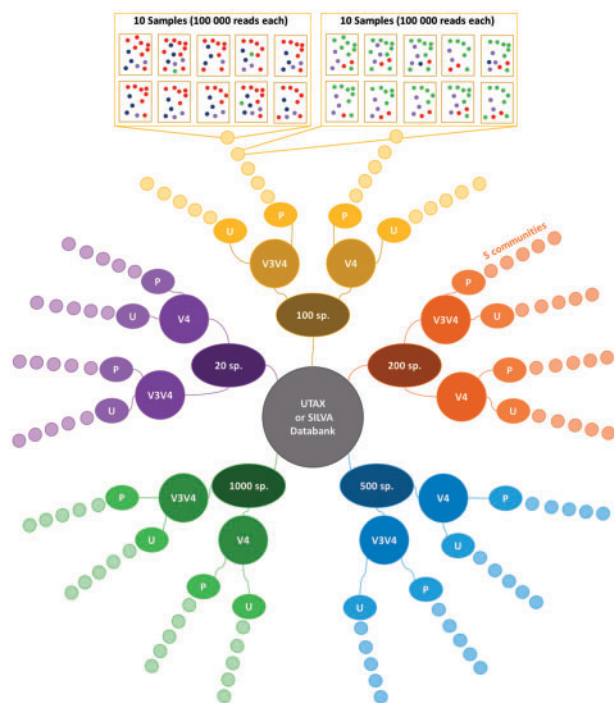 10 Samples (100 000 reads each)
10 Samples (100 000 reads each)
P
P
U
U
V3V4
V4
5 communities
P
P
U
V4
V3V4
U
100 sp.
P
20 sp.
200 sp.
P
V3V4
V4
U
U
UTAX
or SILVA
Databank
1000 sp.
500 sp.
P
V3V4
V4
P
U
V4
V3V4
U
P
P
U
U